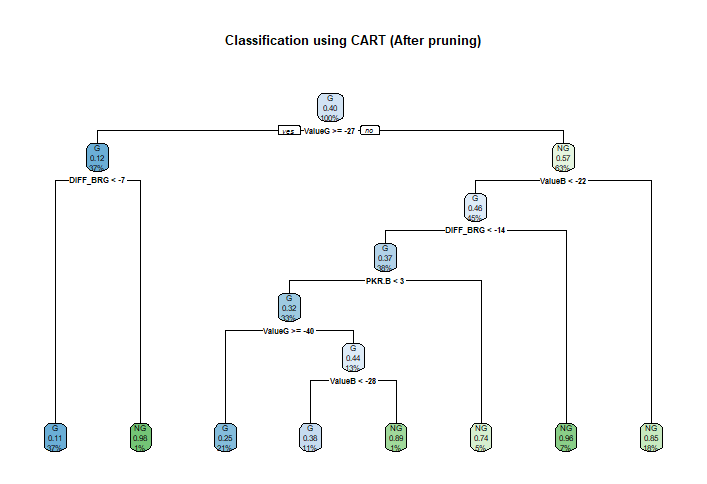 Classification using CART (After pruning)
G
0.40
100%
yes ValueG >= -27 no
G
0.12
37%
NG
0.57
63%
DIFF_BRG < -7
ValueB < -22
G
0.46
45%
DIFF_BRG < -14
G
0.37
38%
PKR.B < 3
G
0.32
33%
ValueG >= -40
G
0.44
13%
ValueB < -28
G
0.11
37%
NG
0.98
1%
G
0.25
21%
G
0.38
11%
NG
0.89
1%
NG
0.74
5%
NG
0.96
7%
NG
0.85
18%